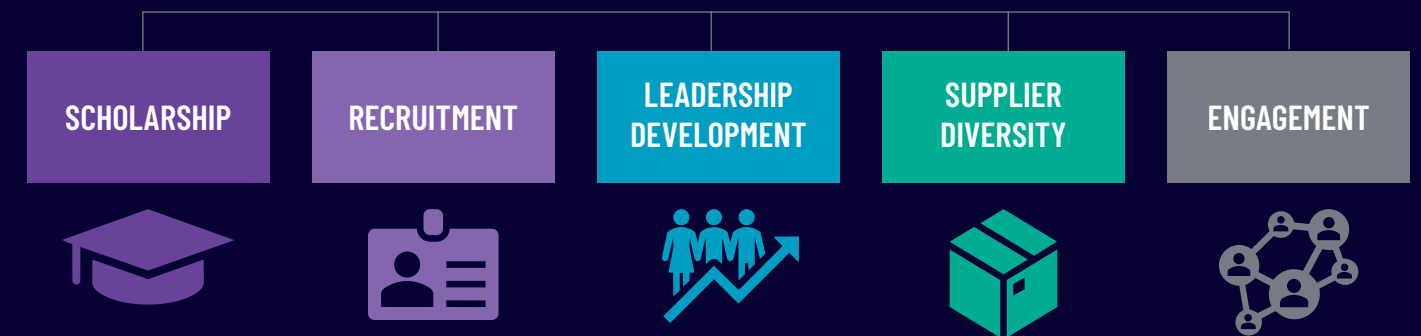 SCHOLARSHIP
RECRUITMENT
LEADERSHIP
DEVELOPMENT
SUPPLIER
DIVERSITY
ENGAGEMENT